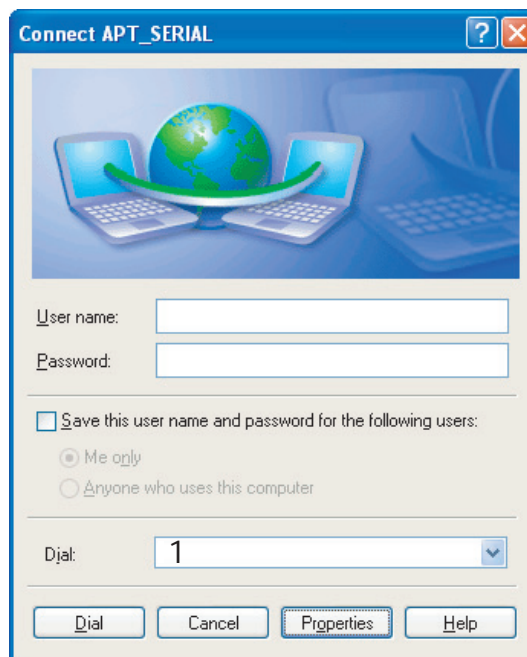 Connect APT_SERIAL ?
User name:
Password:
Save this user name and password for the following users:
Me only
Anyone who uses this computer
Dial: 1
Dial Cancel Properties Help